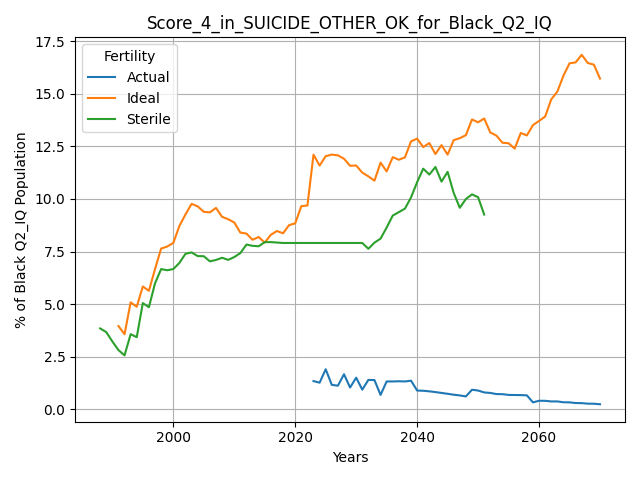 Score_4_in_SUICIDE_OTHER_OK_for_Black_Q2_IQ
Fertility
Actual
Ideal
Sterile
% of Black Q2_IQ Population
17.5
15.0
12.5
10.0
7.5
5.0
2.5
0.0
2000
2020
2040
2060
Years